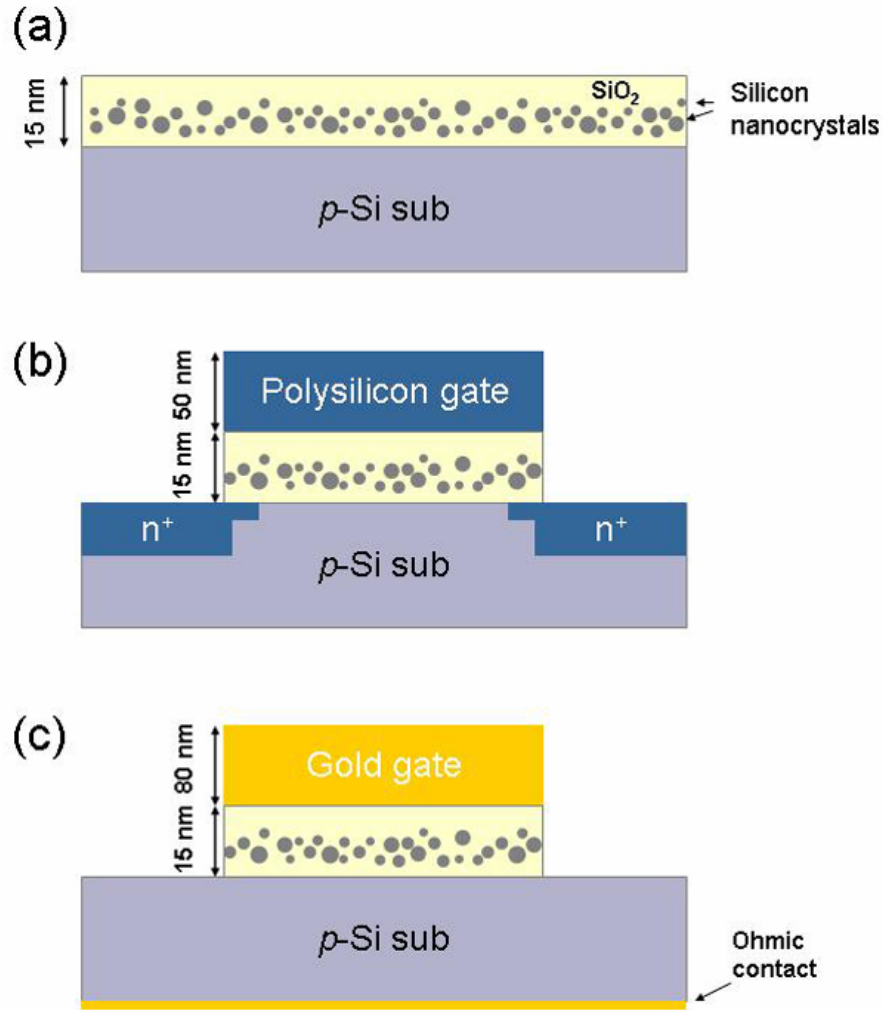 (a)
15 nm
SiO₂
Silicon
nanocrystals
p-Si sub
(b)
50 nm
Polysilicon gate
15 nm
n⁺
n⁺
p-Si sub
(c)
80 nm
Gold gate
15 nm
p-Si sub
Ohmic
contact